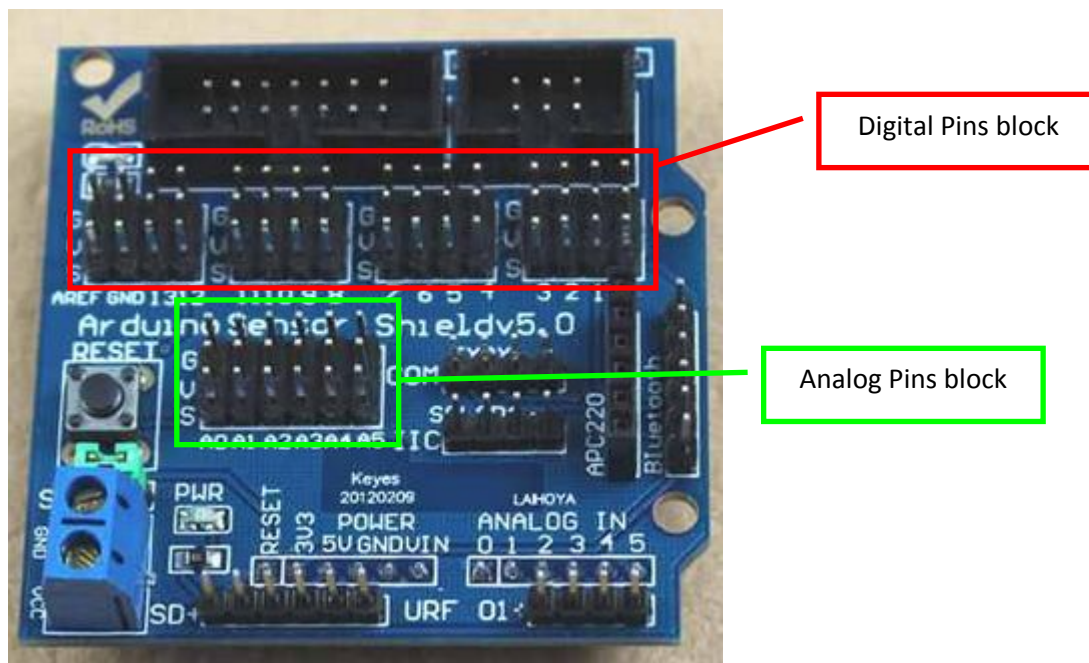 RoHS
Digital Pins block
G
V
S
G
V
S
G
V
S
G
V
S
AREF GND 13 12 11 10 9 8 7 6 5 4 3 2 1
Arduino Sensor Shieldv5.0
RESET
G
V
S
COM
Analog Pins block
A0 A1 A2 A3 A4 A5 IIC
APC220
Bluetooth
Keyes
20120209
LAIHOYA
PWR
GND
VCC
RESET
3V3
POWER
5V GND VIN
ANALOG IN
0 1 2 3 4 5
SD+
URF 01+